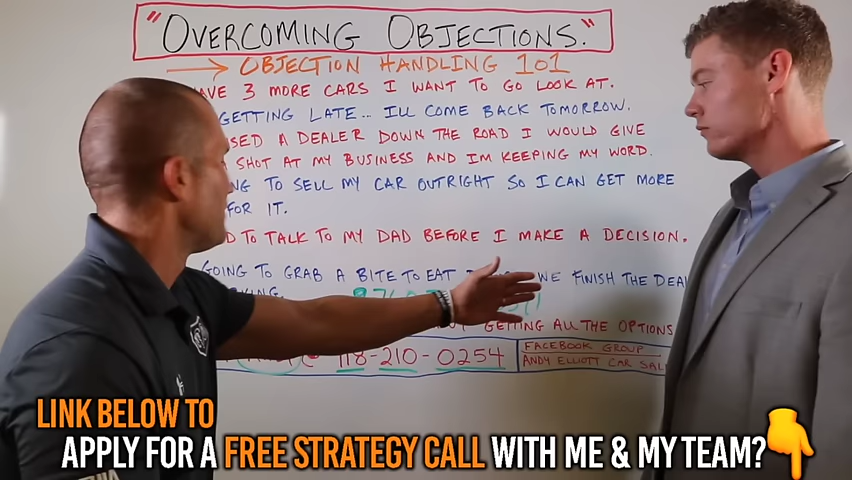 "OVERCOMING OBJECTIONS."
→ OBJECTION HANDLING 101
3 MORE CARS I WANT TO GO LOOK AT.
GETTING LATE... ILL COME BACK TOMORROW.
A DEALER DOWN THE ROAD I WOULD GIVE
SHOT AT MY BUSINESS AND IM KEEPING MY WORD.
TO SELL MY CAR OUTRIGHT SO I CAN GET MORE
FOR IT.
TO TALK TO MY DAD BEFORE I MAKE A DECISION.
GOING TO GRAB A BITE TO EAT WE FINISH THE DEAL
GETTING ALL THE OPTIONS
118-210-0254
FACEBOOK GROUP
ANDY ELLIOTT CAR SAL
LINK BELOW TO
APPLY FOR A FREE STRATEGY CALL WITH ME & MY TEAM?